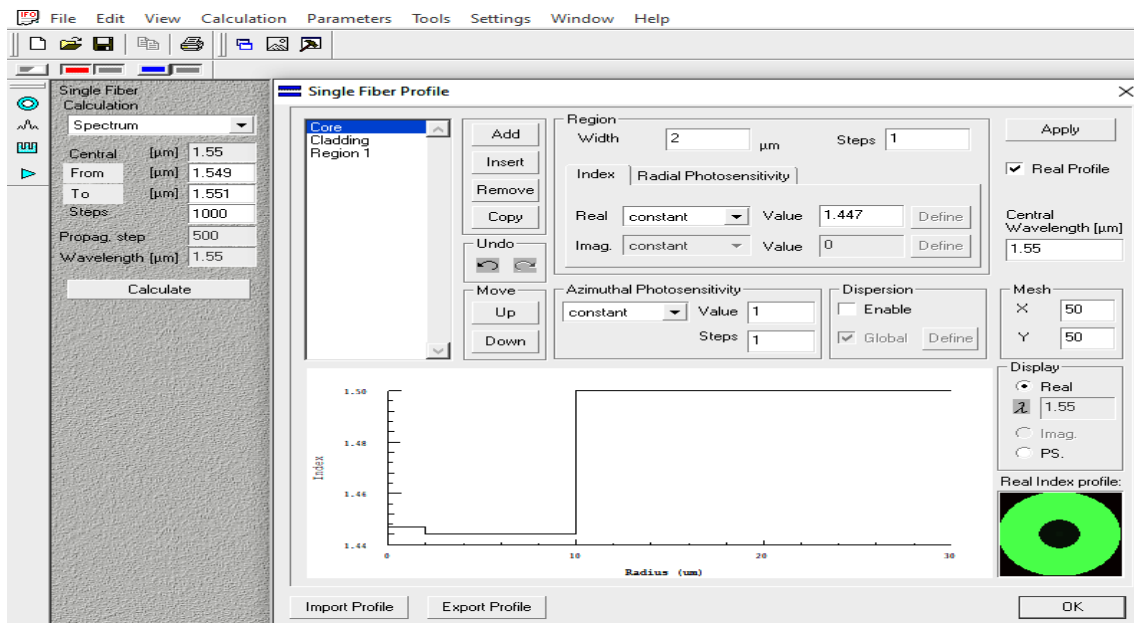 IFO File Edit View Calculation Parameters Tools Settings Window Help
Single Fiber
Calculation
Spectrum
Central [µm] 1.55
From [µm] 1.549
To [µm] 1.551
Steps 1000
Propag. step 500
Wavelength [µm] 1.55
Calculate
Single Fiber Profile
Core
Cladding
Region 1
Add
Insert
Remove
Copy
Undo
Move
Up
Down
Region
Width 2 µm Steps 1
Index Radial Photosensitivity
Real constant Value 1.447 Define
Imag. constant Value 0 Define
Azimuthal Photosensitivity
constant Value 1
Steps 1
Dispersion
Enable
Global Define
Apply
Real Profile
Central
Wavelength [µm]
1.55
Mesh
X 50
Y 50
Display
Real
λ 1.55
Imag.
PS.
Real Index profile:
1.50
1.48
1.46
1.44
Index
0 10 20 30
Radius (um)
Import Profile Export Profile OK